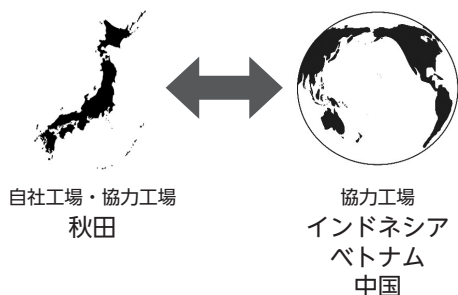 自社工場・協力工場
秋田
協力工場
インドネシア
ベトナム
中国